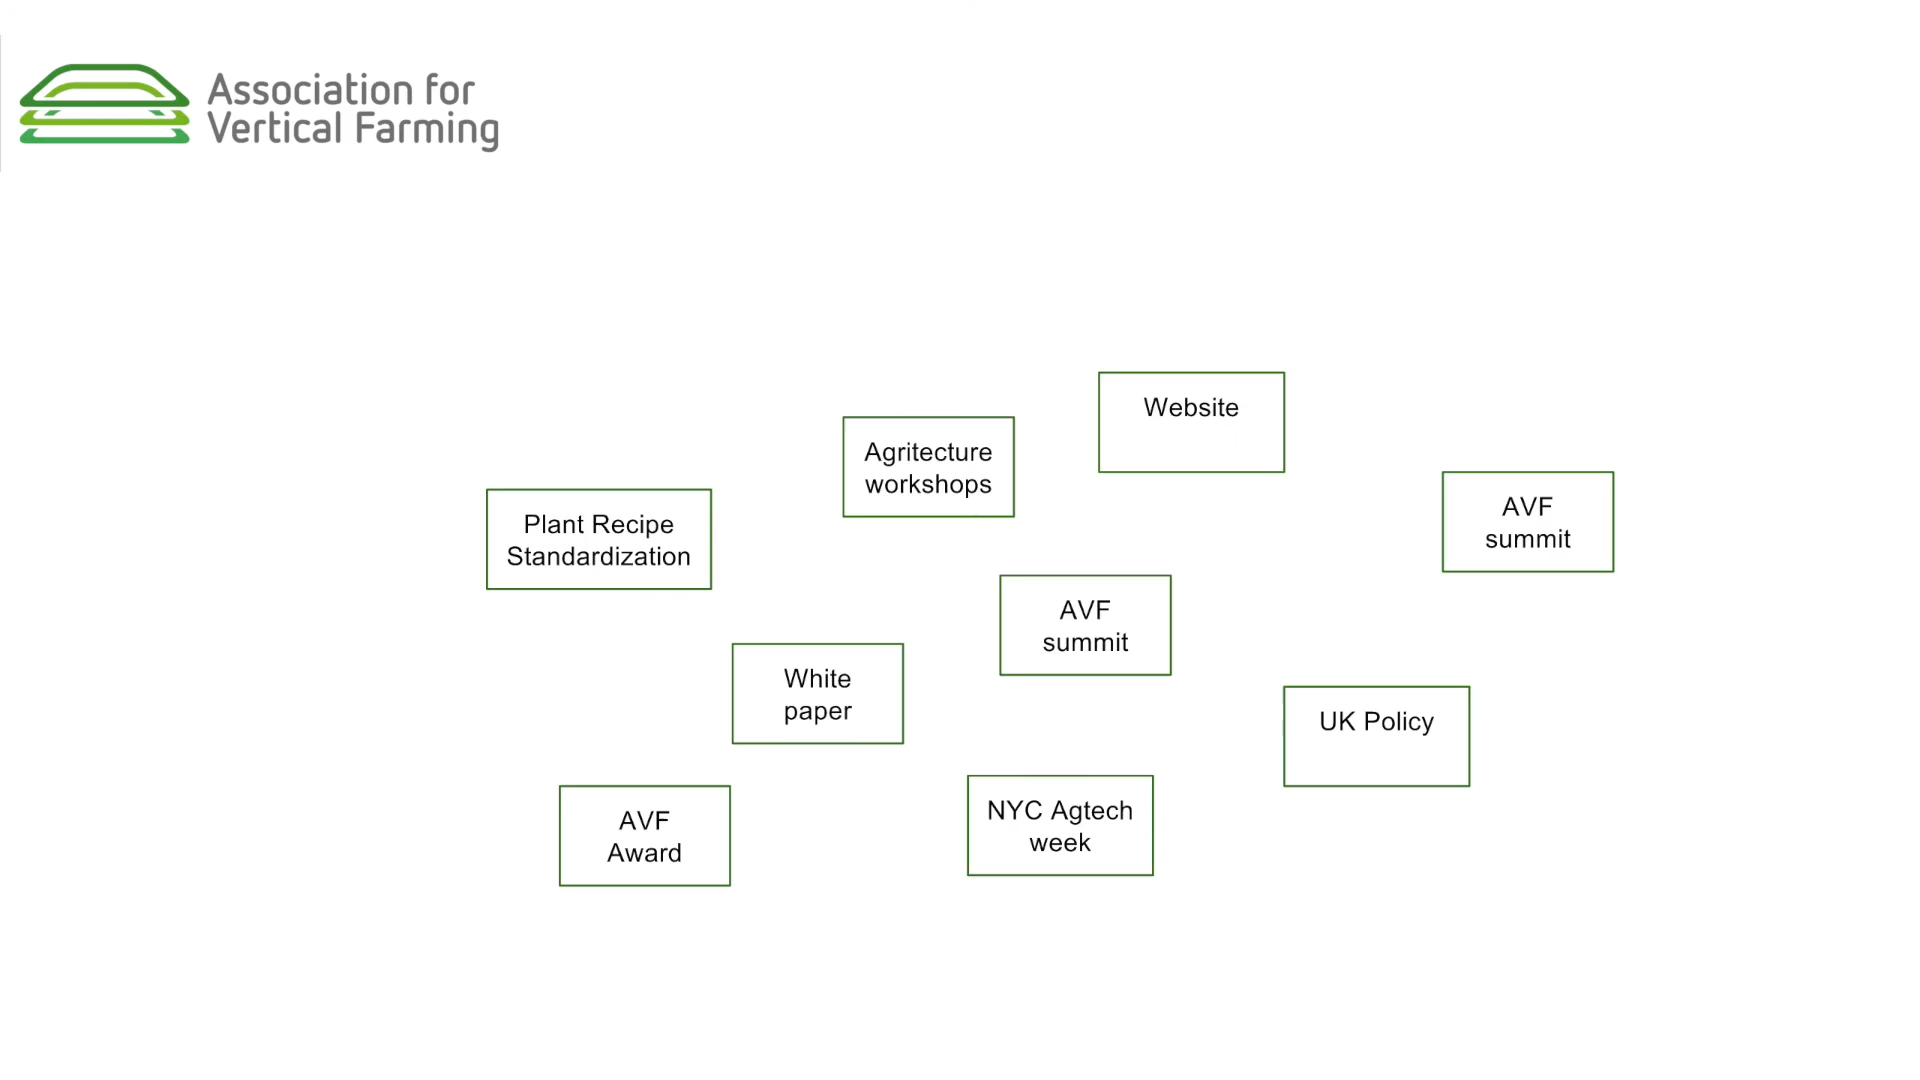 Association for
Vertical Farming
Website
Agritecture
workshops
AVF
summit
Plant Recipe
Standardization
AVF
summit
White
paper
UK Policy
NYC Agtech
week
AVF
Award